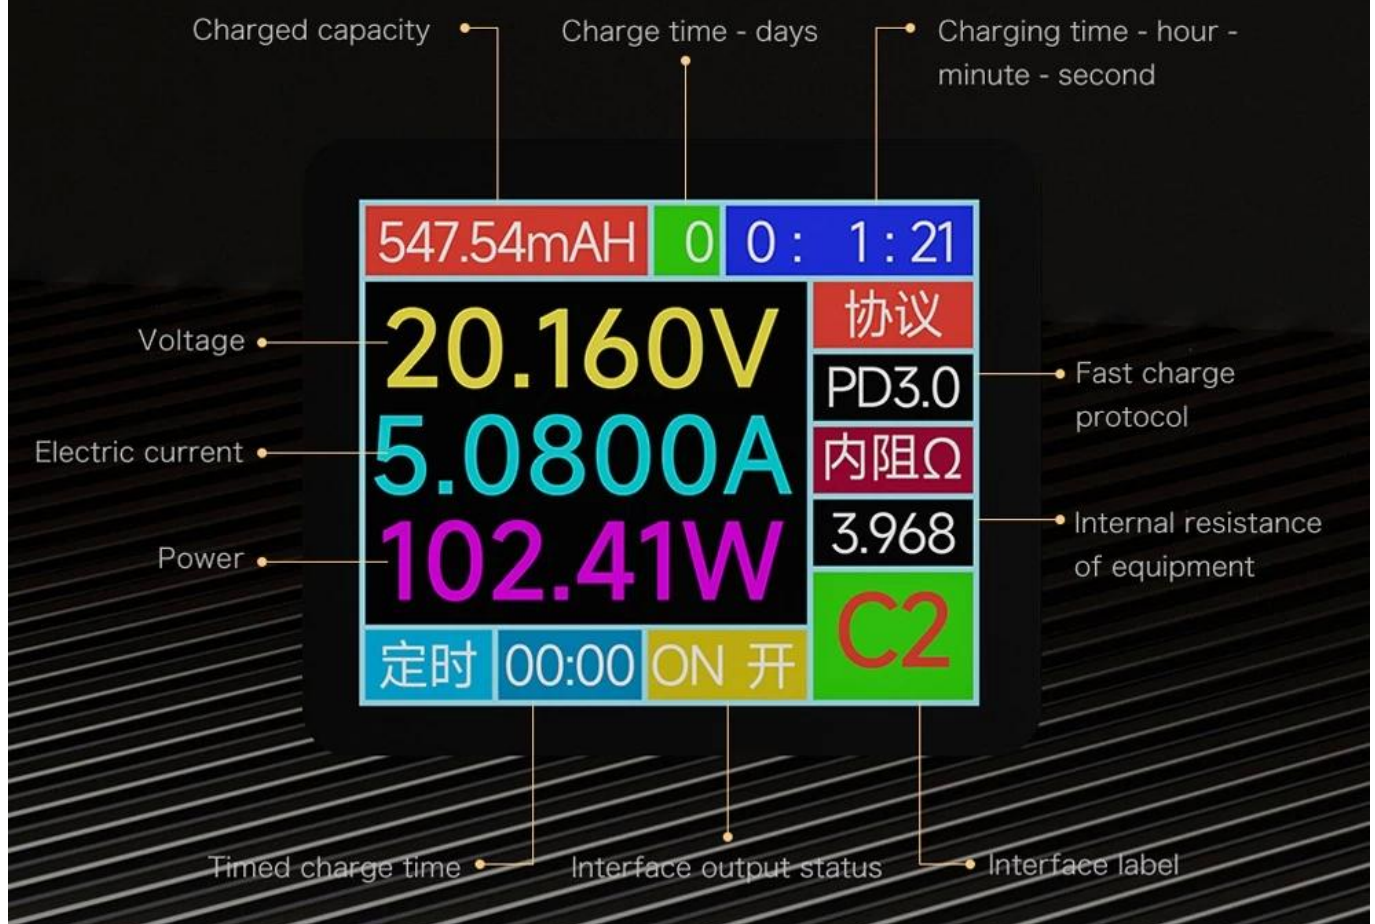 Charged capacity
Charge time - days
Charging time - hour -
minute - second
547.54mAH 0 0: 1:21
Voltage
20.160V
协议
PD3.0
Fast charge
protocol
Electric current
5.0800A
内阻Ω
Power
102.41W
3.968
Internal resistance
of equipment
C2
定时 00:00 ON 开
Timed charge time
Interface output status
Interface label